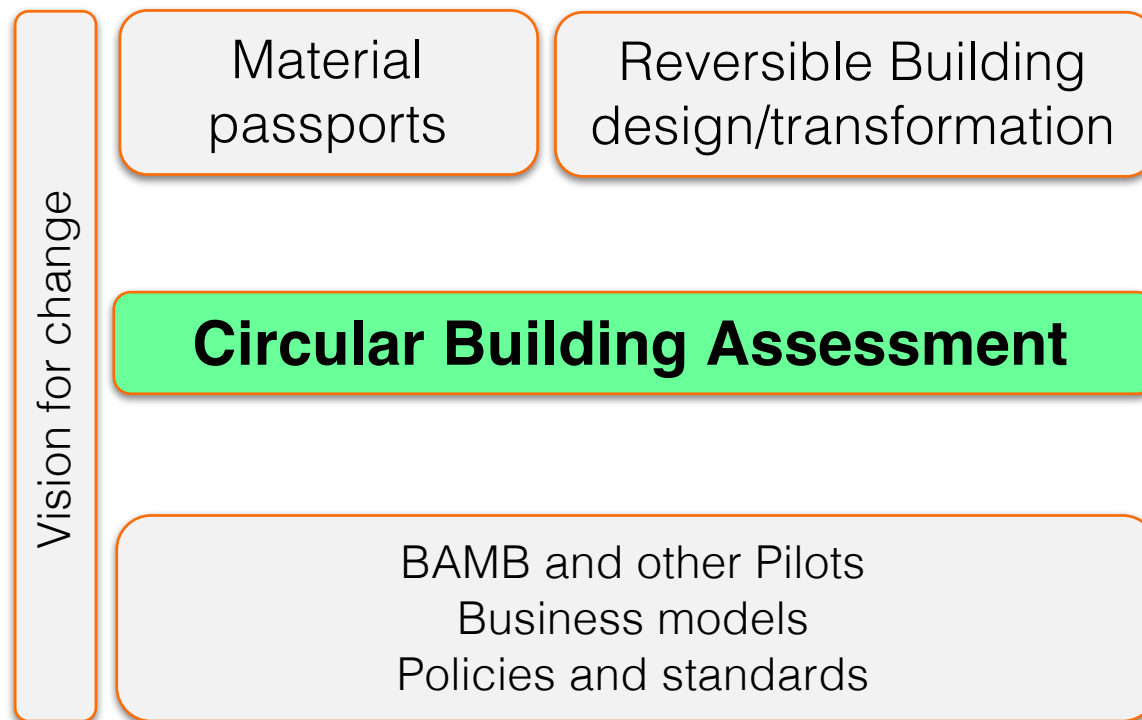 Vision for change
Material
passports
Reversible Building
design/transformation
Circular Building Assessment
BAMB and other Pilots
Business models
Policies and standards